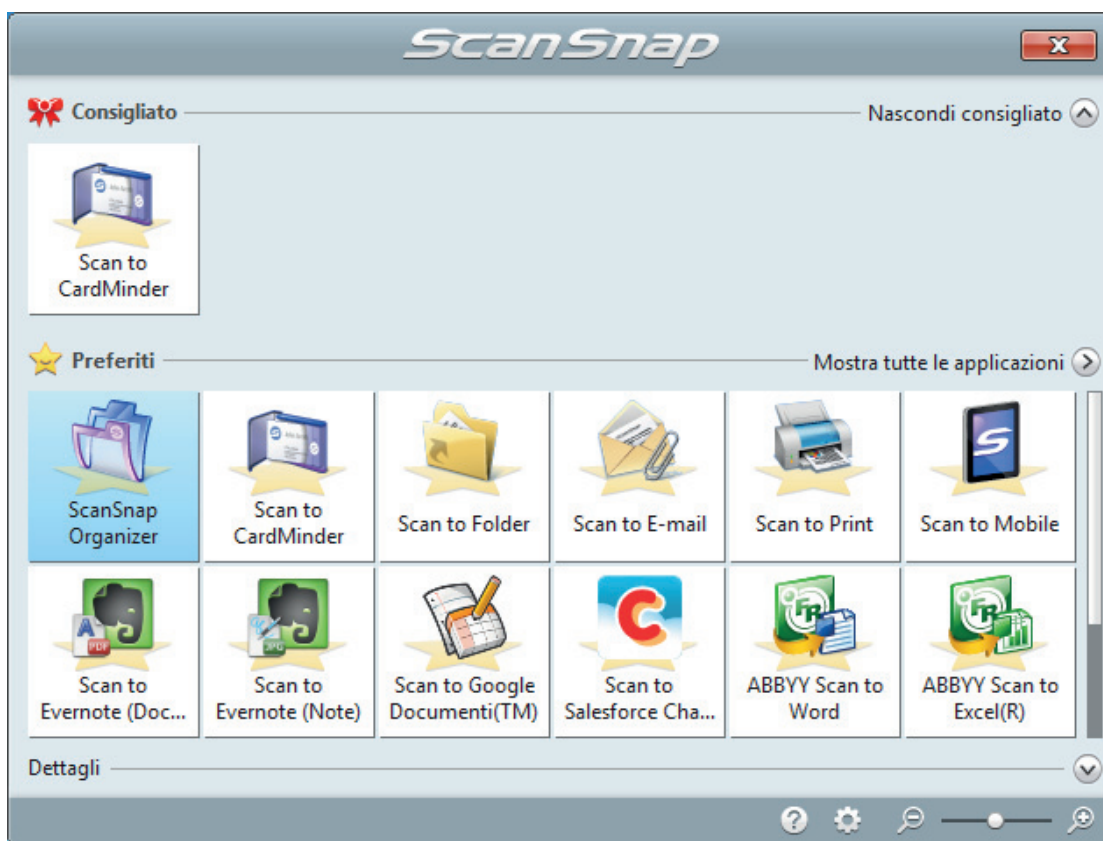 ScanSnap
Consigliato
Nascondi consigliato
Scan to
CardMinder
Preferiti
Mostra tutte le applicazioni
ScanSnap
Organizer
Scan to
CardMinder
Scan to Folder
Scan to E-mail
Scan to Print
Scan to Mobile
Scan to
Evernote (Doc...
Scan to
Evernote (Note)
Scan to Google
Documenti(TM)
Scan to
Salesforce Cha...
ABBYY Scan to
Word
ABBYY Scan to
Excel(R)
Dettagli